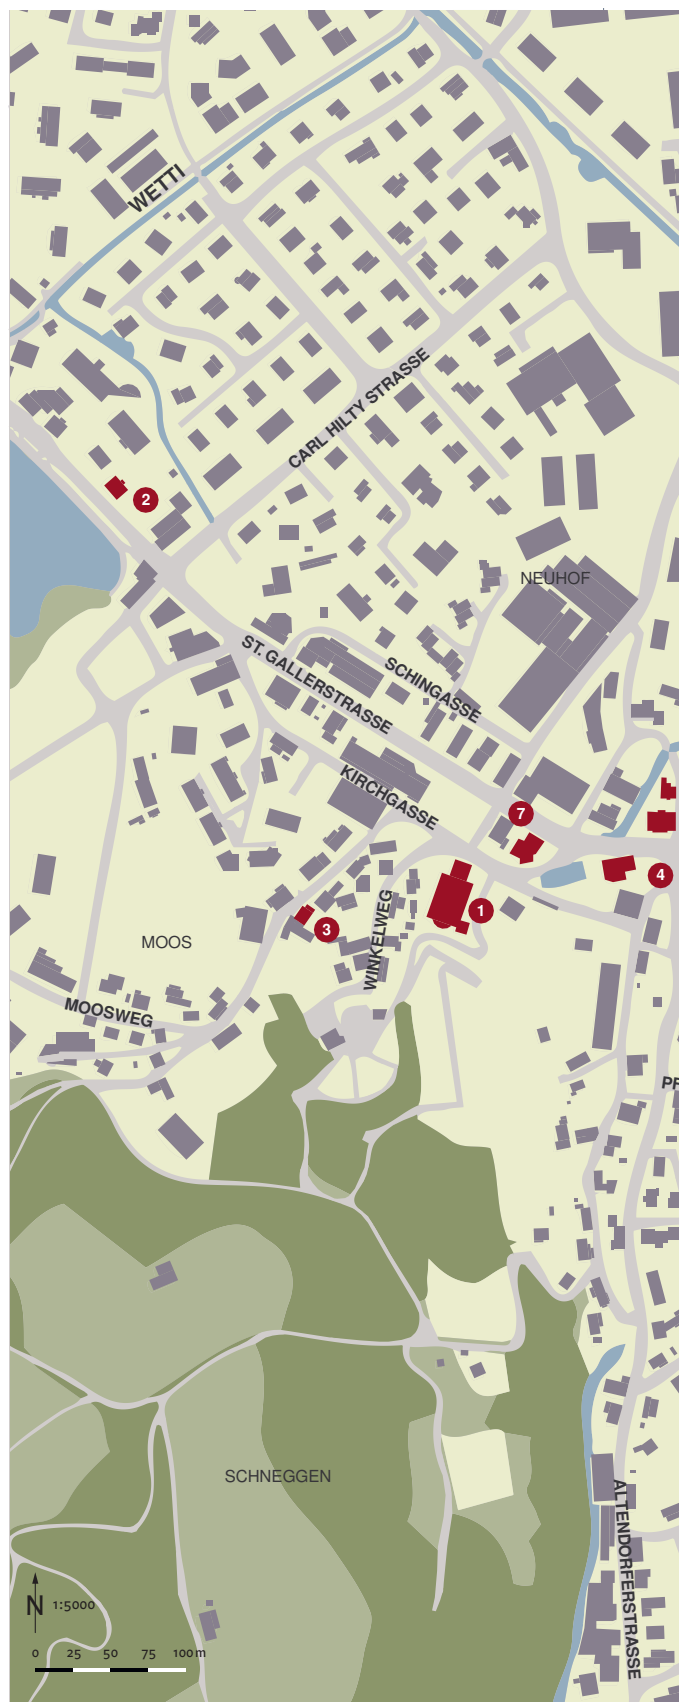 WETTI
CARL HILTY STRASSE
2
NEUHOF
ST. GALLERSTRASSE
SCHINGASSE
KIRCHGASSE
7
4
1
3
WINKELWEG
MOOS
MOOSWEG
PF
SCHNEGGEN
ALTENDORFERSTRASSE
N 1:5000
0 25 50 75 100 m